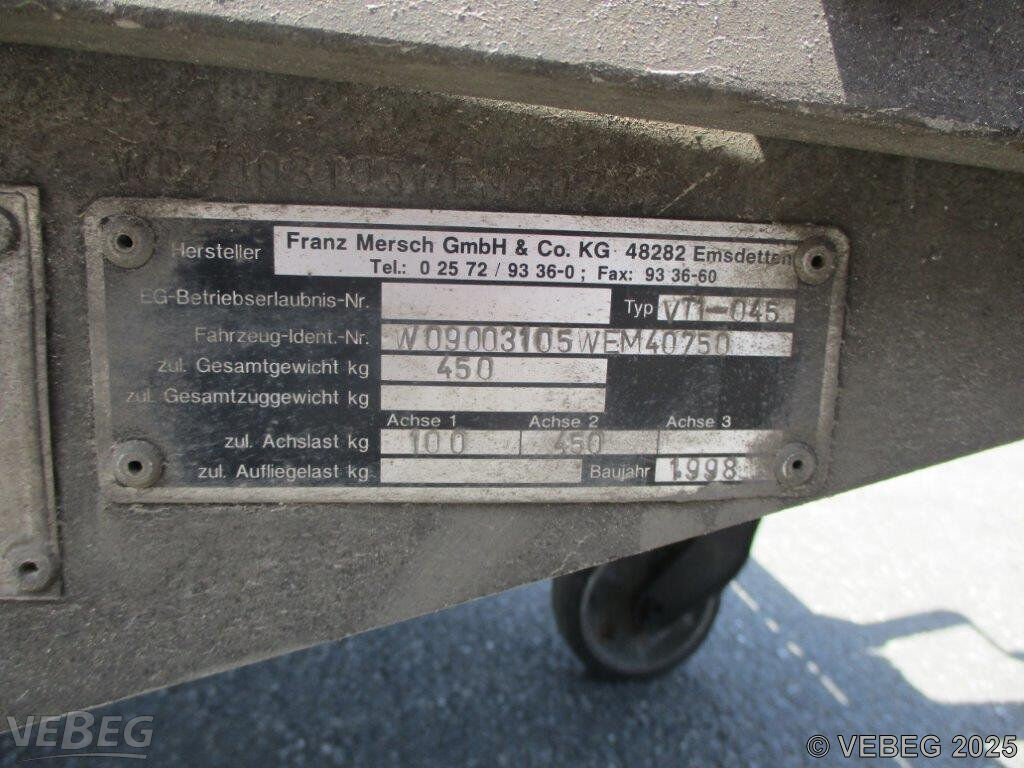 Hersteller Franz Mersch GmbH & Co. KG · 48282 Emsdetten
Tel.: 0 25 72 / 93 36-0 ; Fax: 93 36-60
EG-Betriebserlaubnis-Nr. Typ VT1-045
Fahrzeug-Ident.-Nr. W09003105WEM40750
zul. Gesamtgewicht kg 450
zul. Gesamtzuggewicht kg
Achse 1 Achse 2 Achse 3
zul. Achslast kg 100 450
zul. Aufliegelast kg Baujahr 1998
VEBEG
© VEBEG 2025